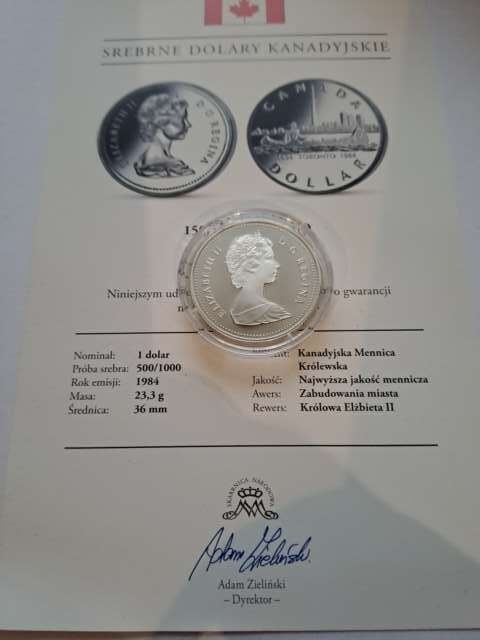 SREBRNE DOLARY KANADYJSKIE
ELIZABETH II D·G·REGINA
CANADA
1834 TORONTO 1984
DOLLAR
ELIZABETH II D·G·REGINA
Niniejszym
gwarancji
Nominał: 1 dolar
Próba srebra: 500/1000
Rok emisji: 1984
Masa: 23,3 g
Średnica: 36 mm
Kanadyjska Mennica
Królewska
Jakość: Najwyższa jakość mennicza
Awers: Zabudowania miasta
Rewers: Królowa Elżbieta II
SKARBNICA NARODOWA
Adam Zieliński
Adam Zieliński
– Dyrektor –